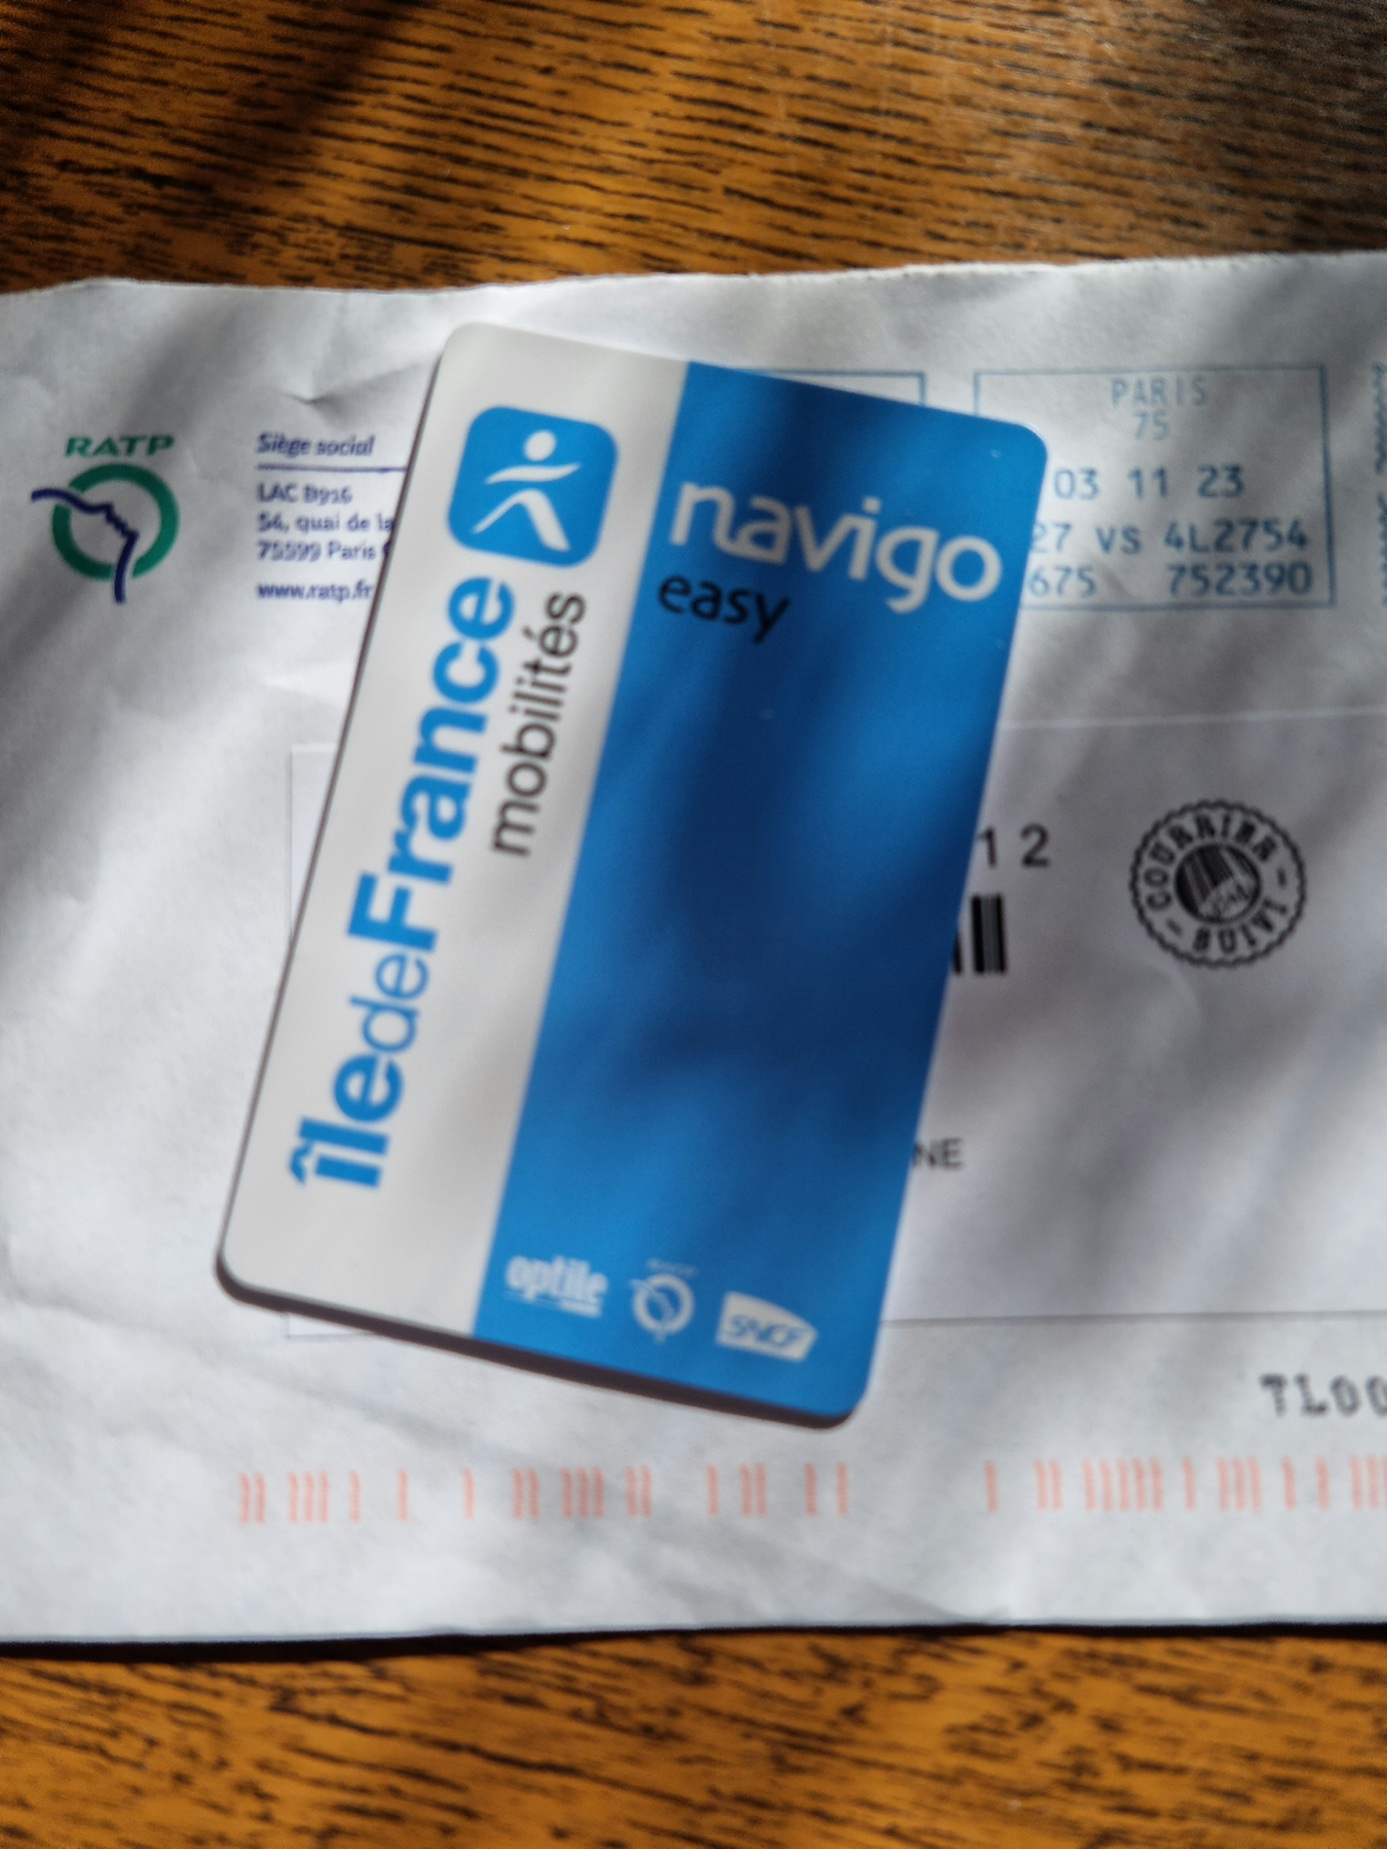 RATP
Siège social
LAC B916
54, quai de la
75599 Paris
www.ratp.fr
PARIS
75
03 11 23
27 VS 4L2754
675 752390
îledeFrance
mobilités
navigo
easy
optile
SNCF
12
COURRIER SUIVI
NE
TL00